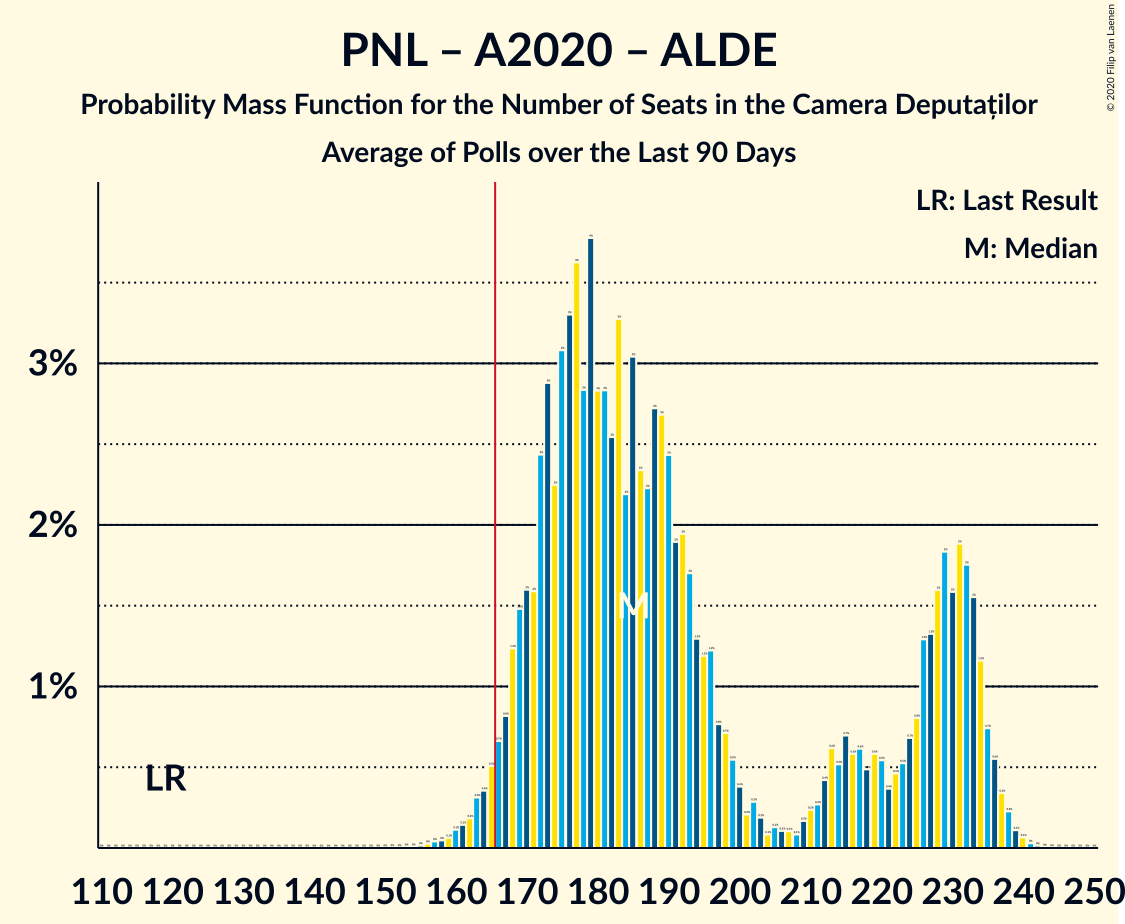 PNL – A2020 – ALDE
Probability Mass Function for the Number of Seats in the Camera Deputaților
Average of Polls over the Last 90 Days
© 2020 Filip van Laenen
LR: Last Result
M: Median
3%
2%
1%
M
LR
110 120 130 140 150 160 170 180 190 200 210 220 230 240 250